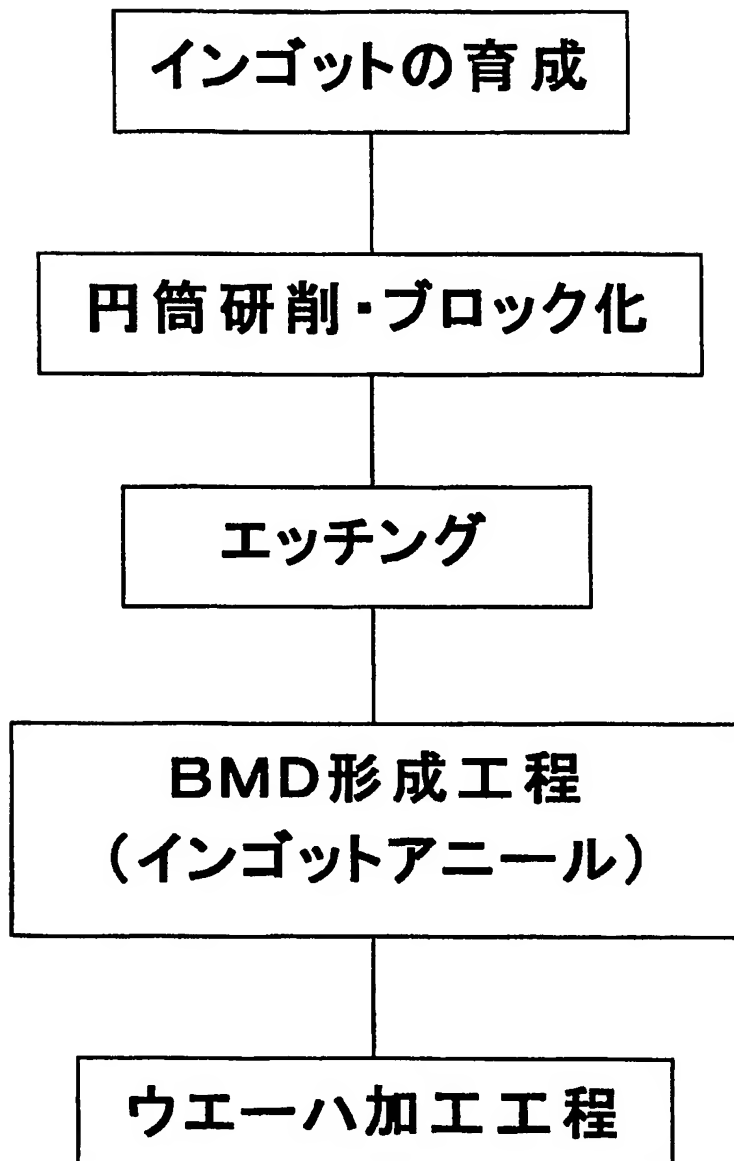 インゴットの育成
円筒研削・ブロック化
エッチング
BMD形成工程
(インゴットアニール)
ウエーハ加工工程